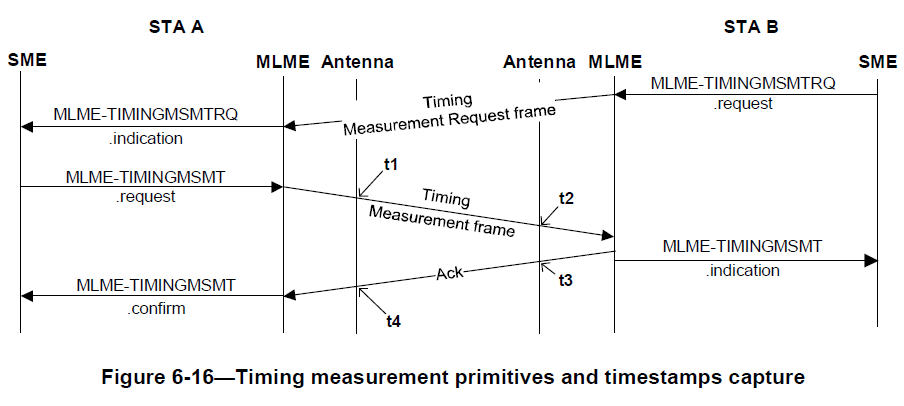 STA A
STA B
SME
MLME
Antenna
Antenna
MLME
SME
MLME-TIMINGMSMTRQ
.request
Timing
Measurement Request frame
MLME-TIMINGMSMTRQ
.indication
t1
MLME-TIMINGMSMT
.request
Timing
Measurement frame
t2
MLME-TIMINGMSMT
.indication
Ack
t3
MLME-TIMINGMSMT
.confirm
t4
Figure 6-16—Timing measurement primitives and timestamps capture